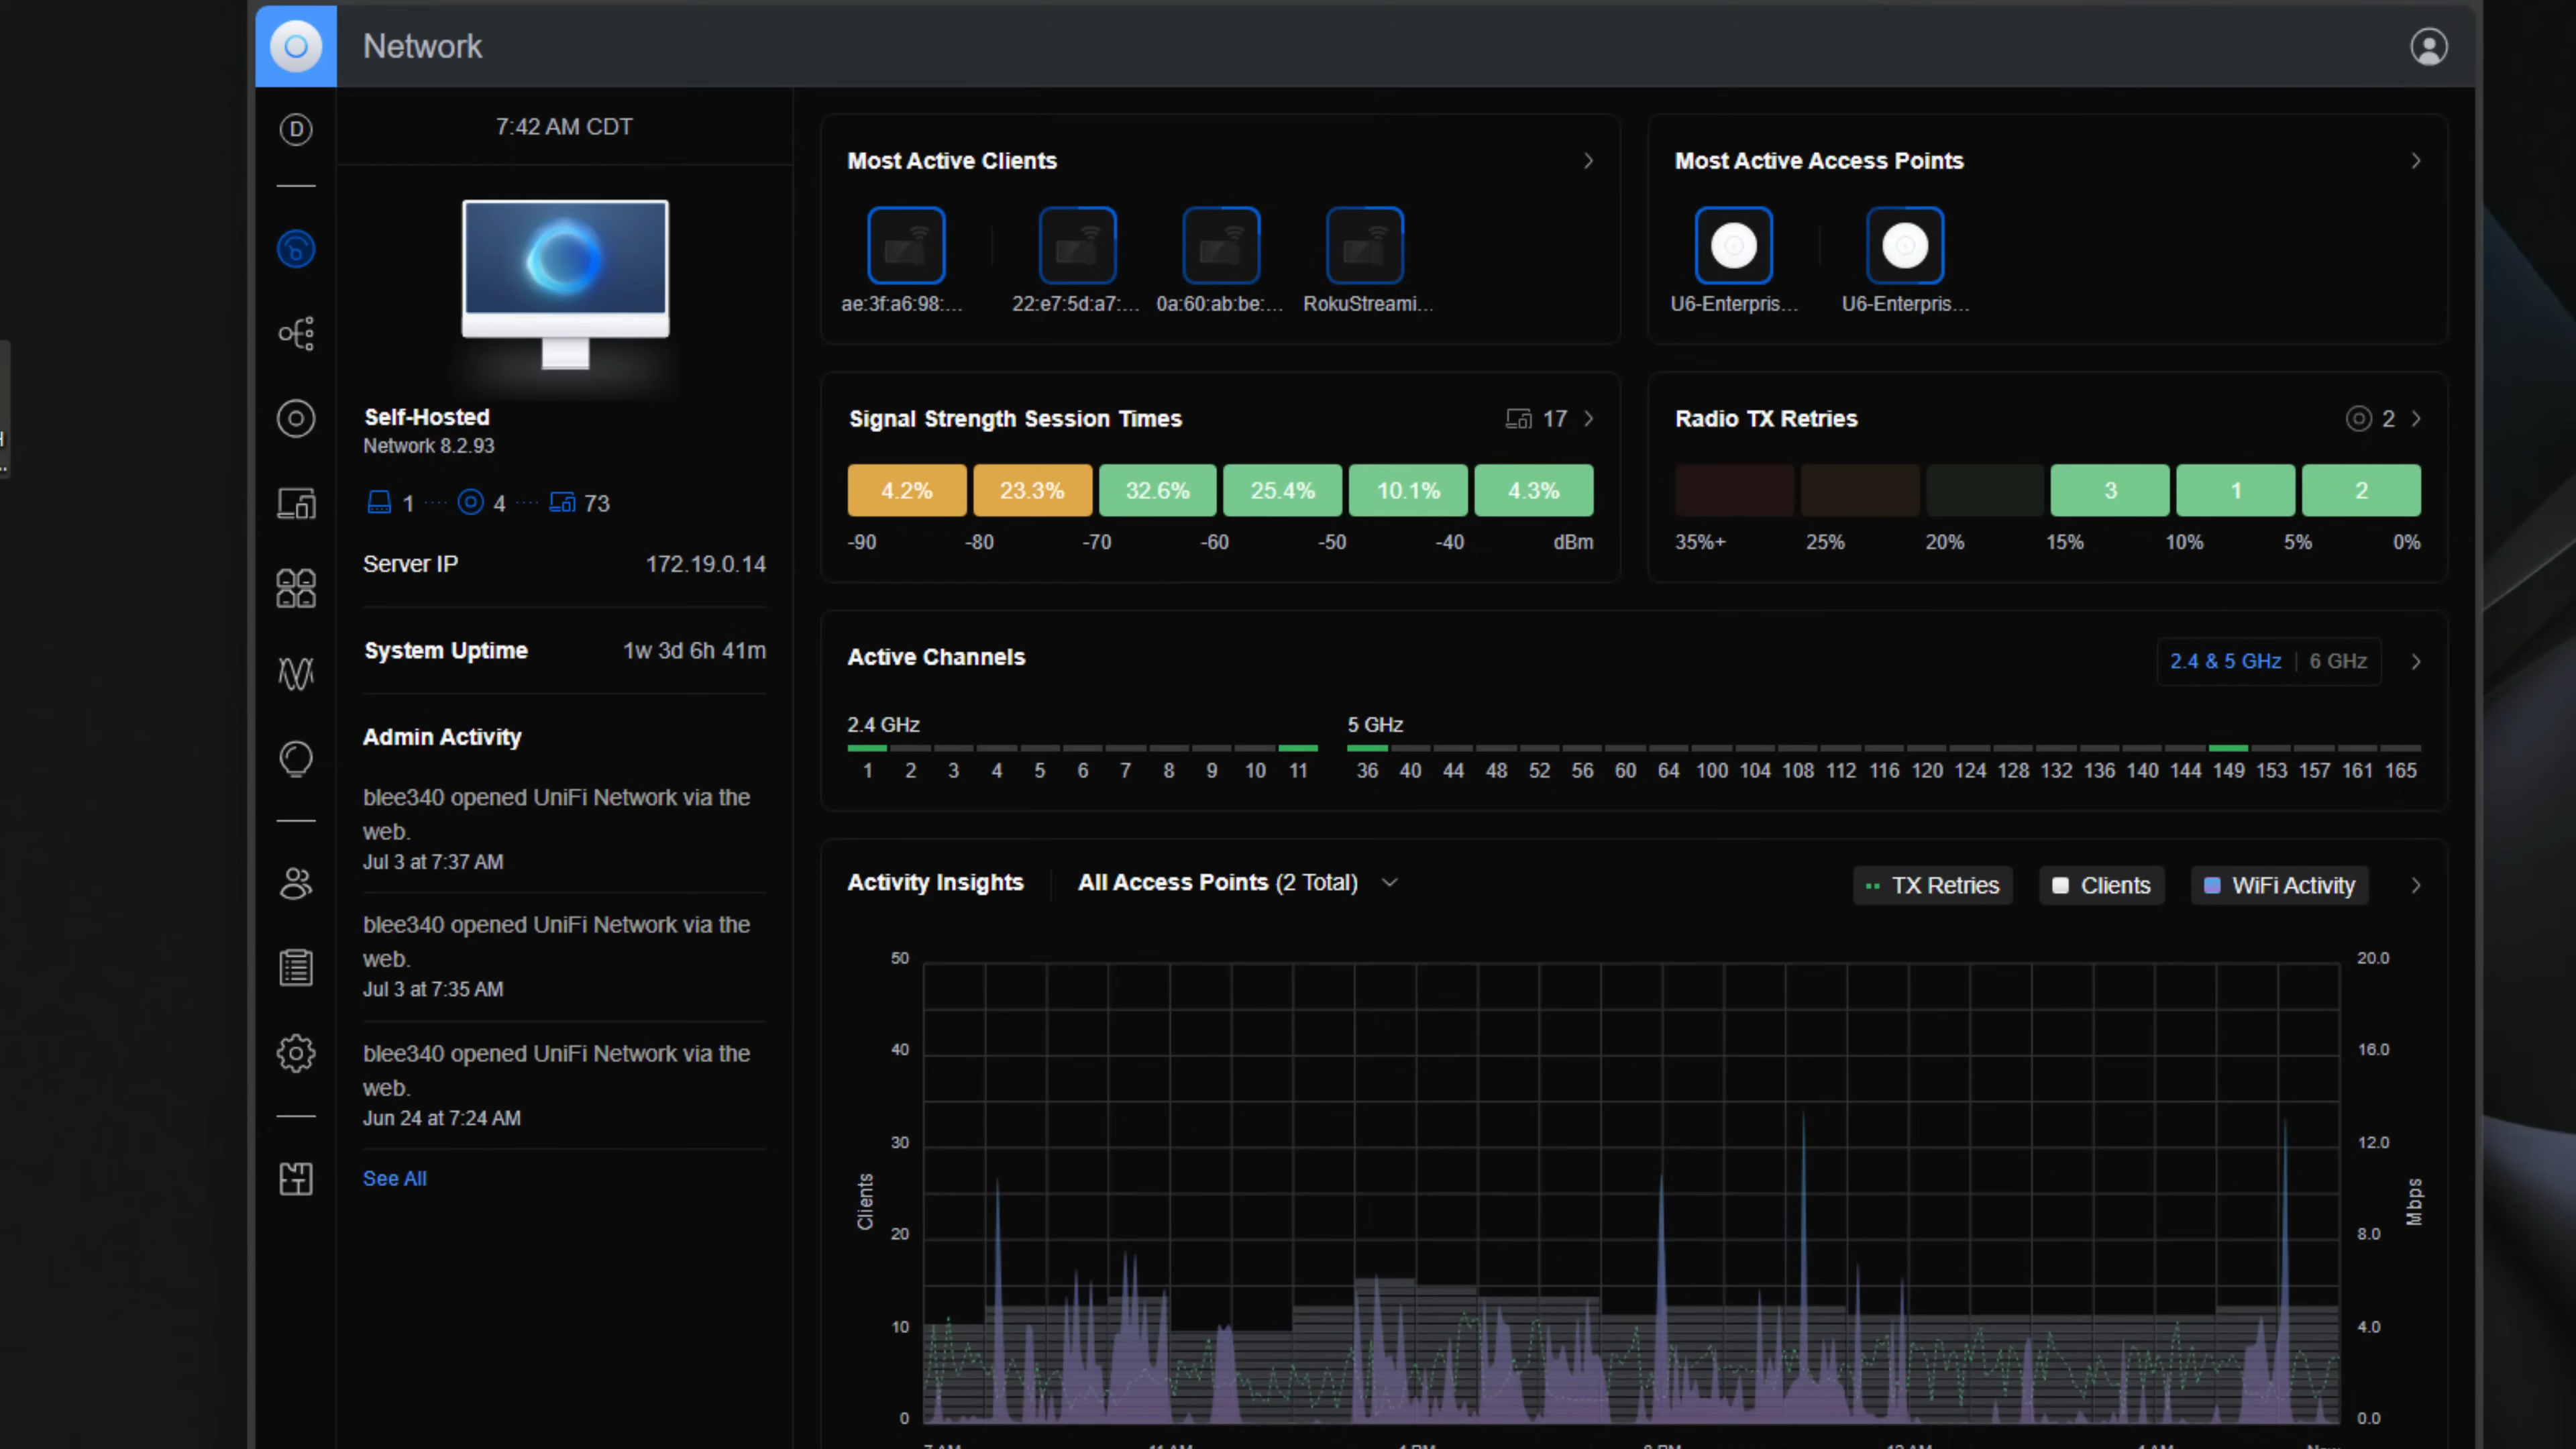 Network
D
7:42 AM CDT
Self-Hosted
Network 8.2.93
1 4 73
Server IP 172.19.0.14
System Uptime 1w 3d 6h 41m
Admin Activity
blee340 opened UniFi Network via the
web.
Jul 3 at 7:37 AM
blee340 opened UniFi Network via the
web.
Jul 3 at 7:35 AM
blee340 opened UniFi Network via the
web.
Jun 24 at 7:24 AM
See All
Most Active Clients
ae:3f:a6:98:... 22:e7:5d:a7:... 0a:60:ab:be:... RokuStreami...
Most Active Access Points
U6-Enterpris... U6-Enterpris...
Signal Strength Session Times 17
4.2% 23.3% 32.6% 25.4% 10.1% 4.3%
-90 -80 -70 -60 -50 -40 dBm
Radio TX Retries 2
3 1 2
35%+ 25% 20% 15% 10% 5% 0%
Active Channels 2.4 & 5 GHz 6 GHz
2.4 GHz
1 2 3 4 5 6 7 8 9 10 11
5 GHz
36 40 44 48 52 56 60 64 100 104 108 112 116 120 124 128 132 136 140 144 149 153 157 161 165
Activity Insights All Access Points (2 Total) TX Retries Clients WiFi Activity
50 20.0
40 16.0
30 12.0
Clients Mbps
20 8.0
10 4.0
0 0.0